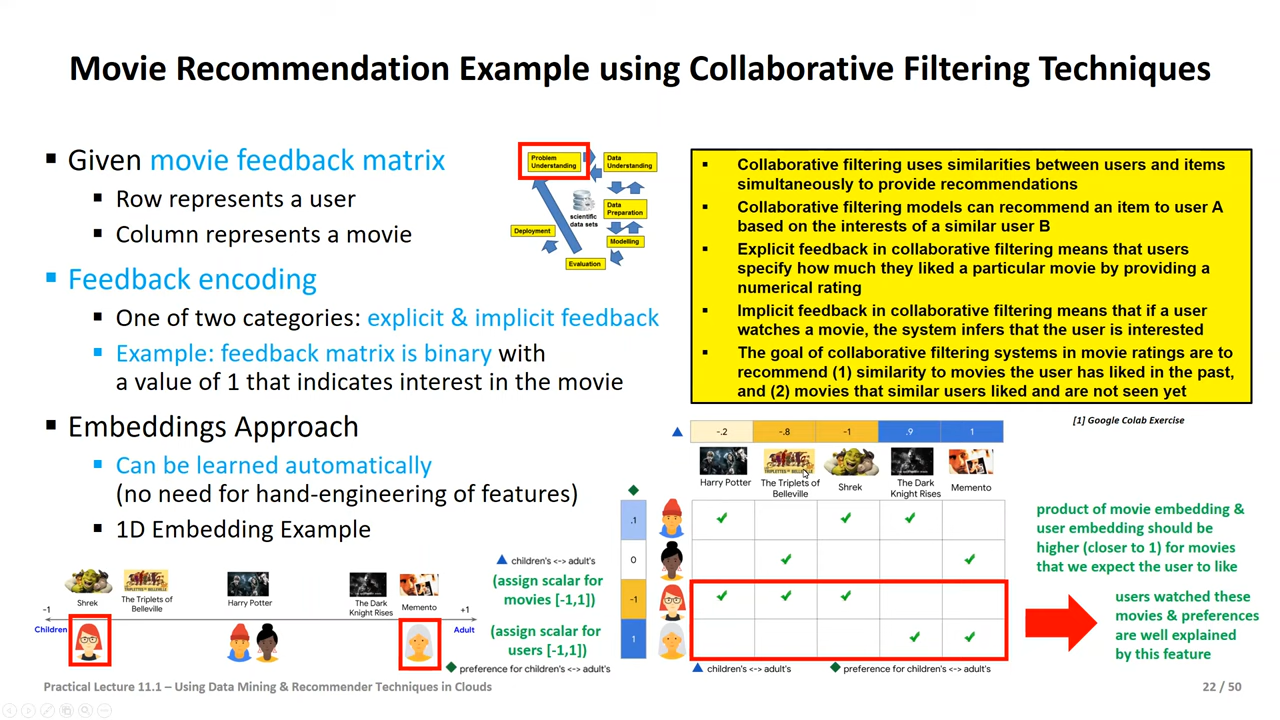 Movie Recommendation Example using Collaborative Filtering Techniques
▪ Given movie feedback matrix
▪ Row represents a user
▪ Column represents a movie
▪ Feedback encoding
▪ One of two categories: explicit & implicit feedback
▪ Example: feedback matrix is binary with
a value of 1 that indicates interest in the movie
▪ Embeddings Approach
▪ Can be learned automatically
(no need for hand-engineering of features)
▪ 1D Embedding Example
Problem
Understanding
Data
Understanding
scientific
data sets
Data
Preparation
Modelling
Evaluation
Deployment
▪ Collaborative filtering uses similarities between users and items
simultaneously to provide recommendations
▪ Collaborative filtering models can recommend an item to user A
based on the interests of a similar user B
▪ Explicit feedback in collaborative filtering means that users
specify how much they liked a particular movie by providing a
numerical rating
▪ Implicit feedback in collaborative filtering means that if a user
watches a movie, the system infers that the user is interested
▪ The goal of collaborative filtering systems in movie ratings are to
recommend (1) similarity to movies the user has liked in the past,
and (2) movies that similar users liked and are not seen yet
[1] Google Colab Exercise
Shrek
The Triplets of
Belleville
Harry Potter
The Dark
Knight Rises
Memento
-1
+1
Children
Adult
children's <-> adult's
(assign scalar for
movies [-1,1])
(assign scalar for
users [-1,1])
preference for children's <-> adult's
-.2 -.8 -1 .9 1
TRIPLETTES DE BELLEVILLE
Harry Potter
The Triplets of
Belleville
Shrek
The Dark
Knight Rises
Memento
.1
0
-1
1
children's <-> adult's
preference for children's <-> adult's
product of movie embedding &
user embedding should be
higher (closer to 1) for movies
that we expect the user to like
users watched these
movies & preferences
are well explained
by this feature
Practical Lecture 11.1 – Using Data Mining & Recommender Techniques in Clouds
22 / 50